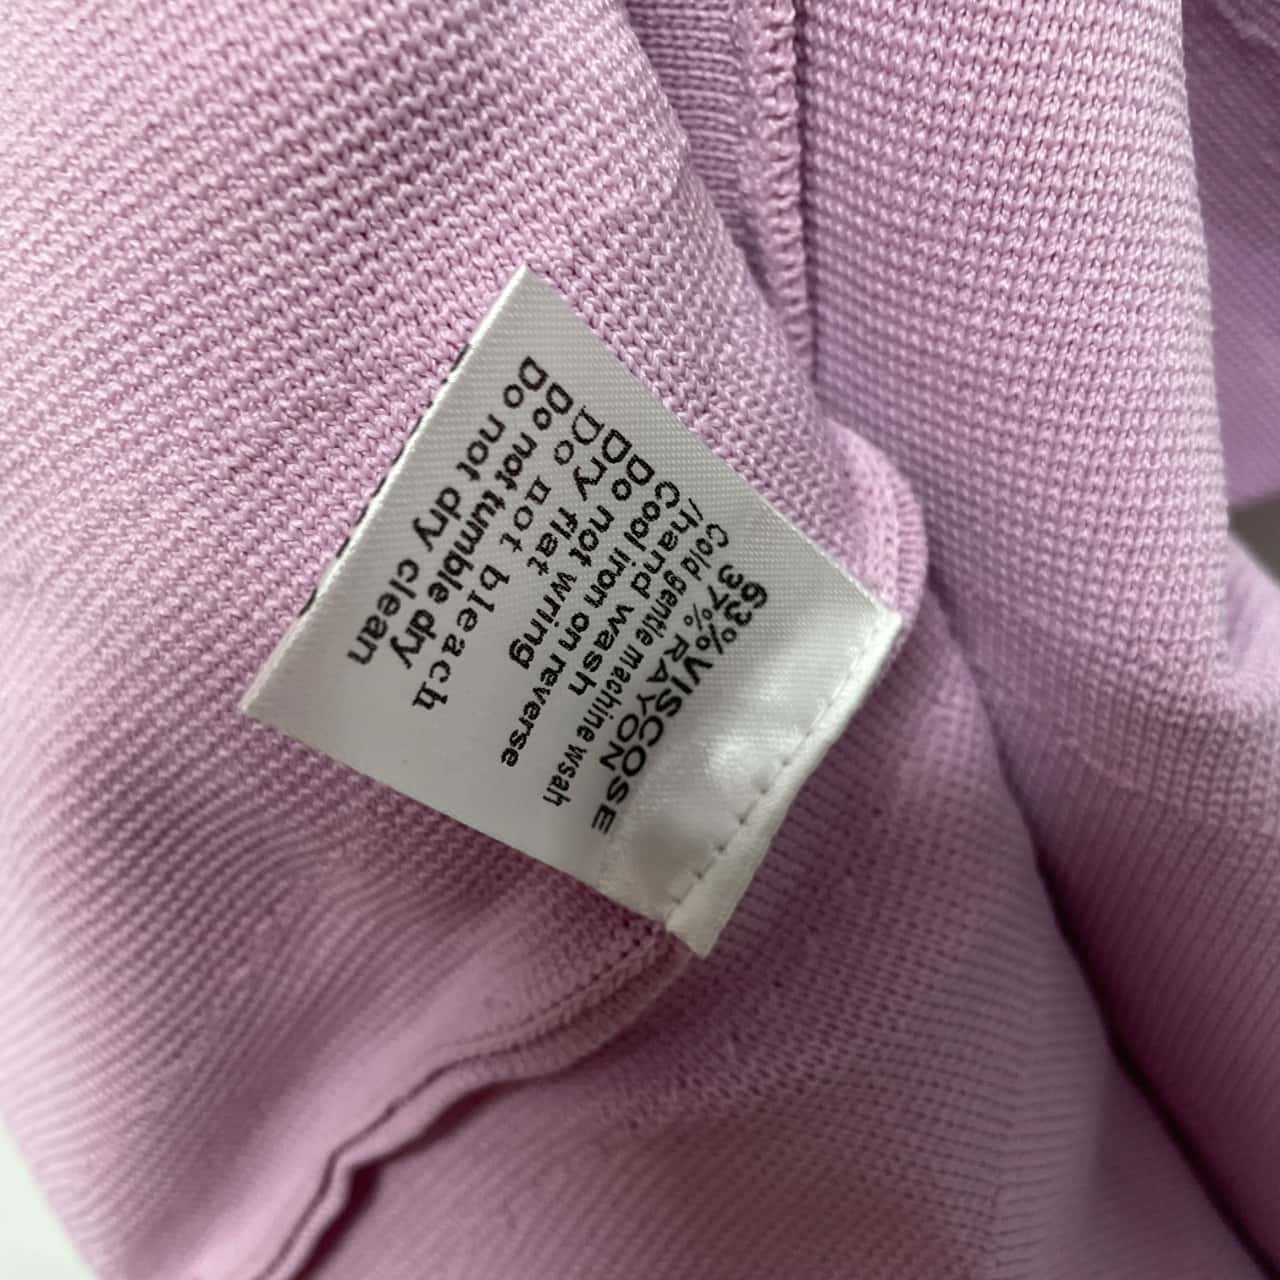 63%VISCOSE
37% RAYON
Cold gentle machine wsah
/hand wash
Cool iron on reverse
Do not wring
Dry flat
Do not bleach
Do not tumble dry
Do not dry clean